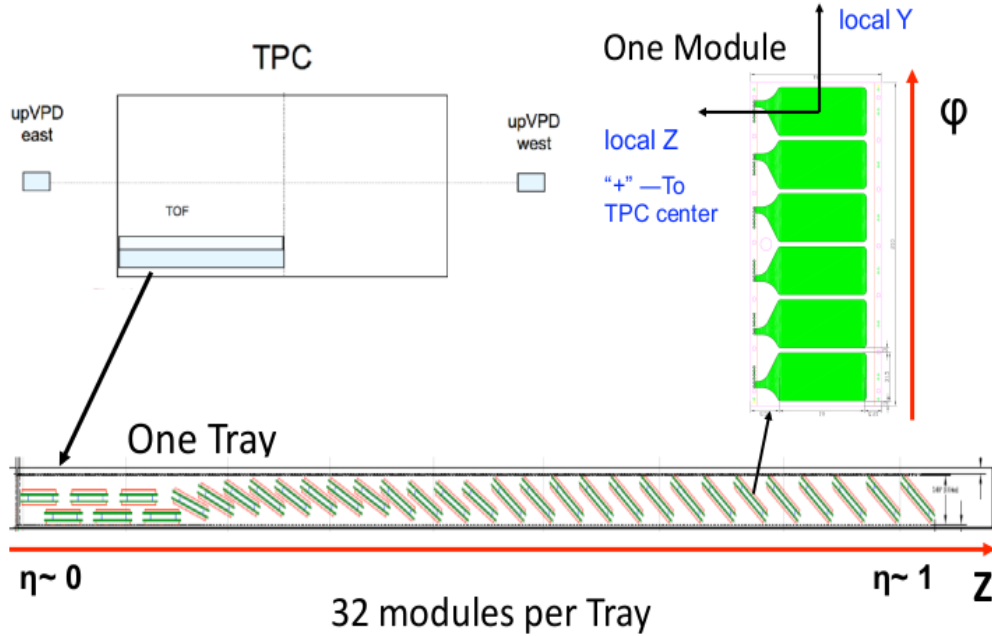 TPC
One Module
local Y
upVPD
east
upVPD
west
local Z
“+” —To
TPC center
φ
TOF
One Tray
η~ 0
η~ 1
Z
32 modules per Tray